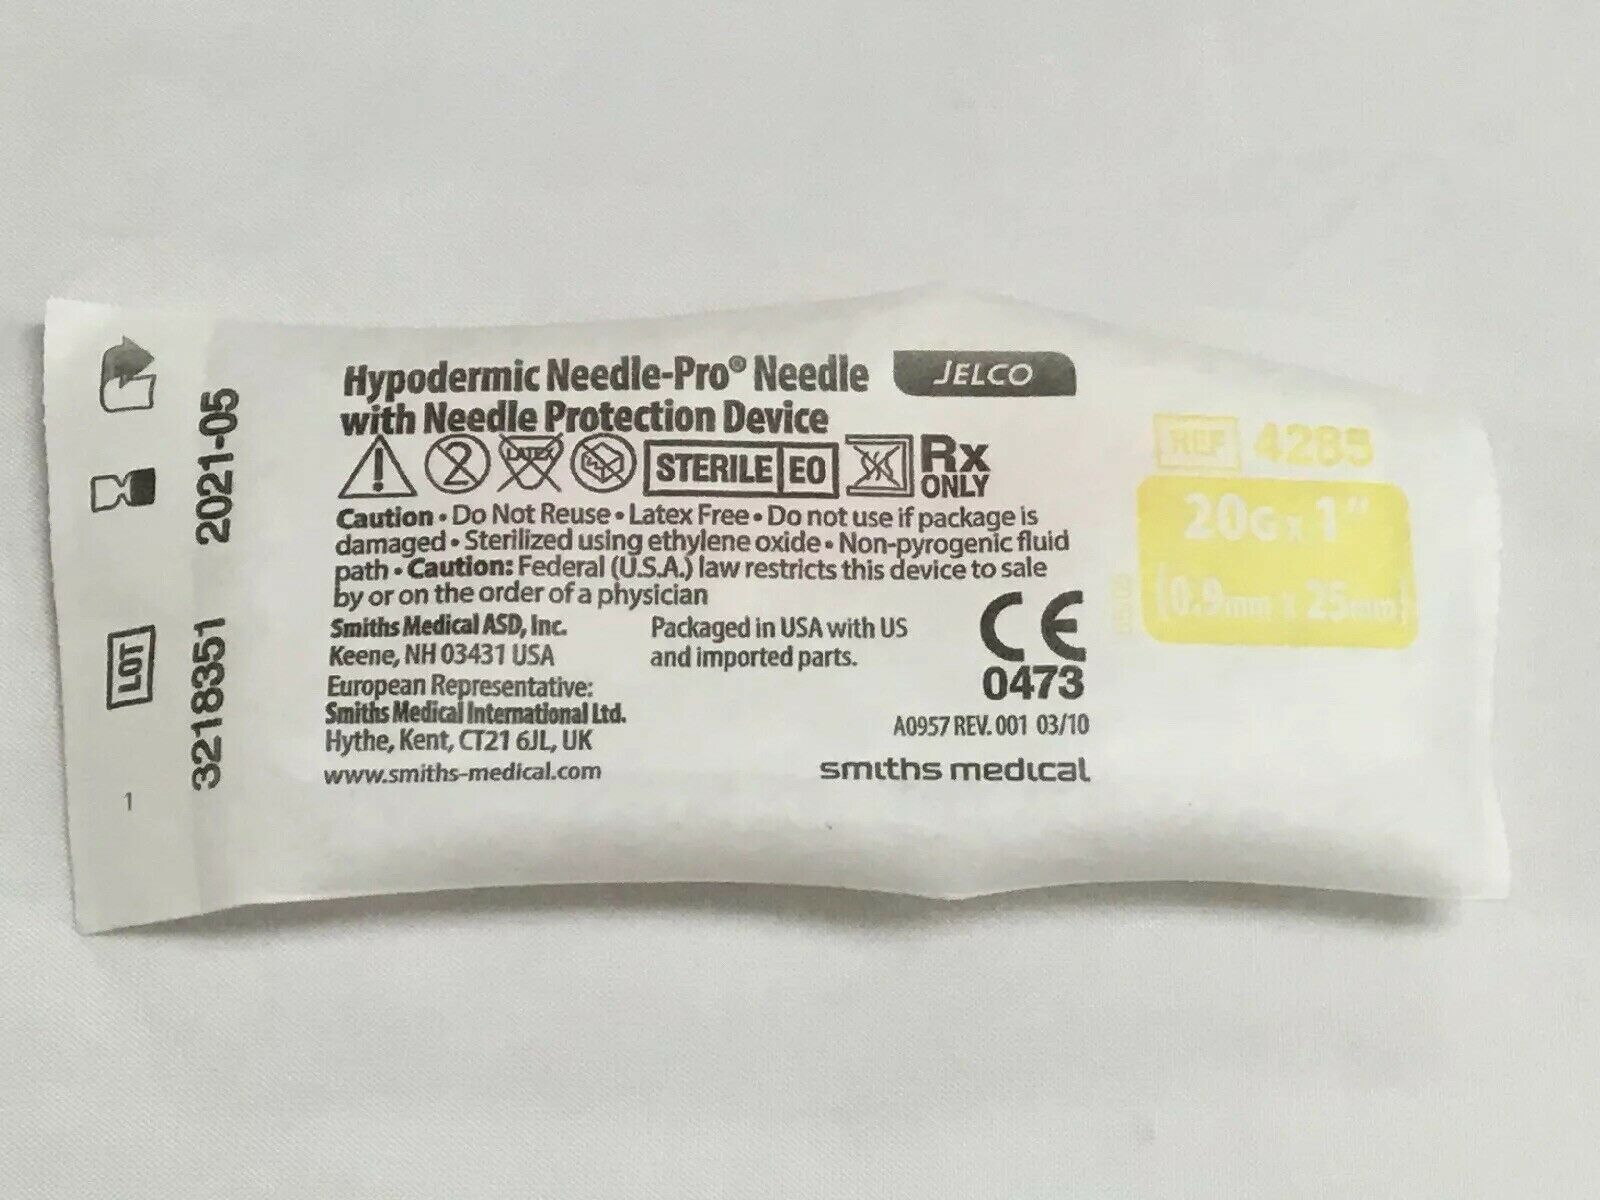 2021-05
LOT
3218351
1
Hypodermic Needle-Pro® Needle
with Needle Protection Device
JELCO
LATEX
STERILE EO
Rx
ONLY
Caution • Do Not Reuse • Latex Free • Do not use if package is
damaged • Sterilized using ethylene oxide • Non-pyrogenic fluid
path • Caution: Federal (U.S.A.) law restricts this device to sale
by or on the order of a physician
Smiths Medical ASD, Inc.
Keene, NH 03431 USA
European Representative:
Smiths Medical International Ltd.
Hythe, Kent, CT21 6JL, UK
www.smiths-medical.com
Packaged in USA with US
and imported parts.
CE
0473
A0957 REV. 001 03/10
smiths medical
REF 4285
20G x 1"
(0.9mm x 25mm)